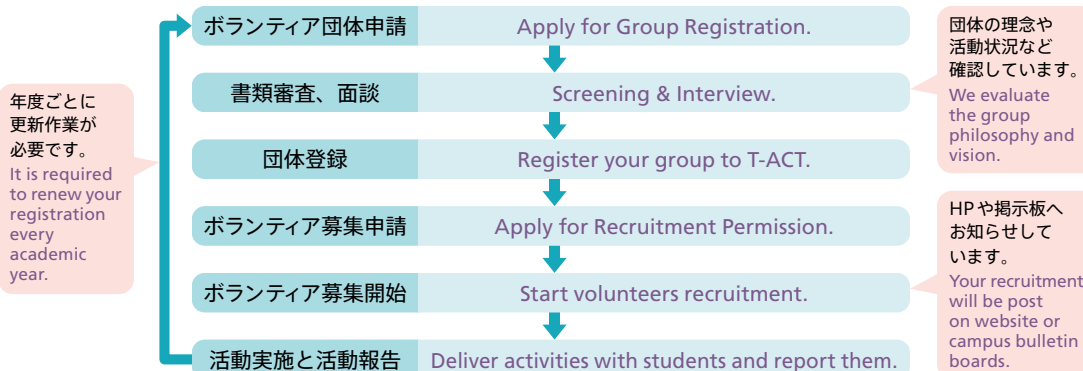 ボランティア団体申請 Apply for Group Registration.
書類審査、面談 Screening & Interview.
団体登録 Register your group to T-ACT.
ボランティア募集申請 Apply for Recruitment Permission.
ボランティア募集開始 Start volunteers recruitment.
活動実施と活動報告 Deliver activities with students and report them.
年度ごとに
更新作業が
必要です。
It is required
to renew your
registration
every
academic
year.
団体の理念や
活動状況など
確認しています。
We evaluate
the group
philosophy and
vision.
HPや掲示板へ
お知らせして
います。
Your recruitment
will be post
on website or
campus bulletin
boards.